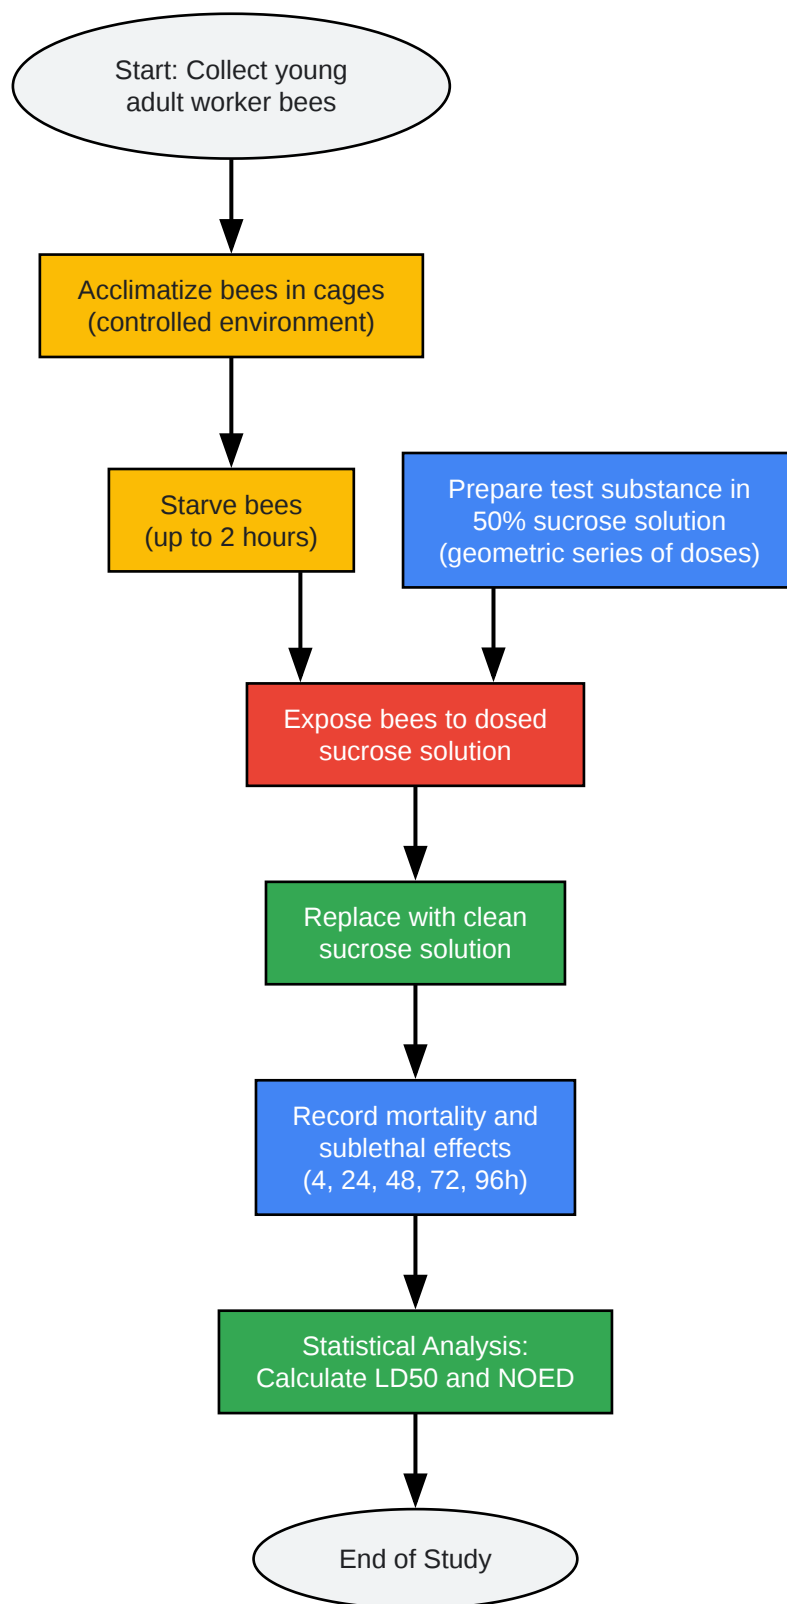 Start: Collect young
adult worker bees
Acclimatize bees in cages
(controlled environment)
Starve bees
(up to 2 hours)
Prepare test substance in
50% sucrose solution
(geometric series of doses)
Expose bees to dosed
sucrose solution
Replace with clean
sucrose solution
Record mortality and
sublethal effects
(4, 24, 48, 72, 96h)
Statistical Analysis:
Calculate LD50 and NOED
End of Study